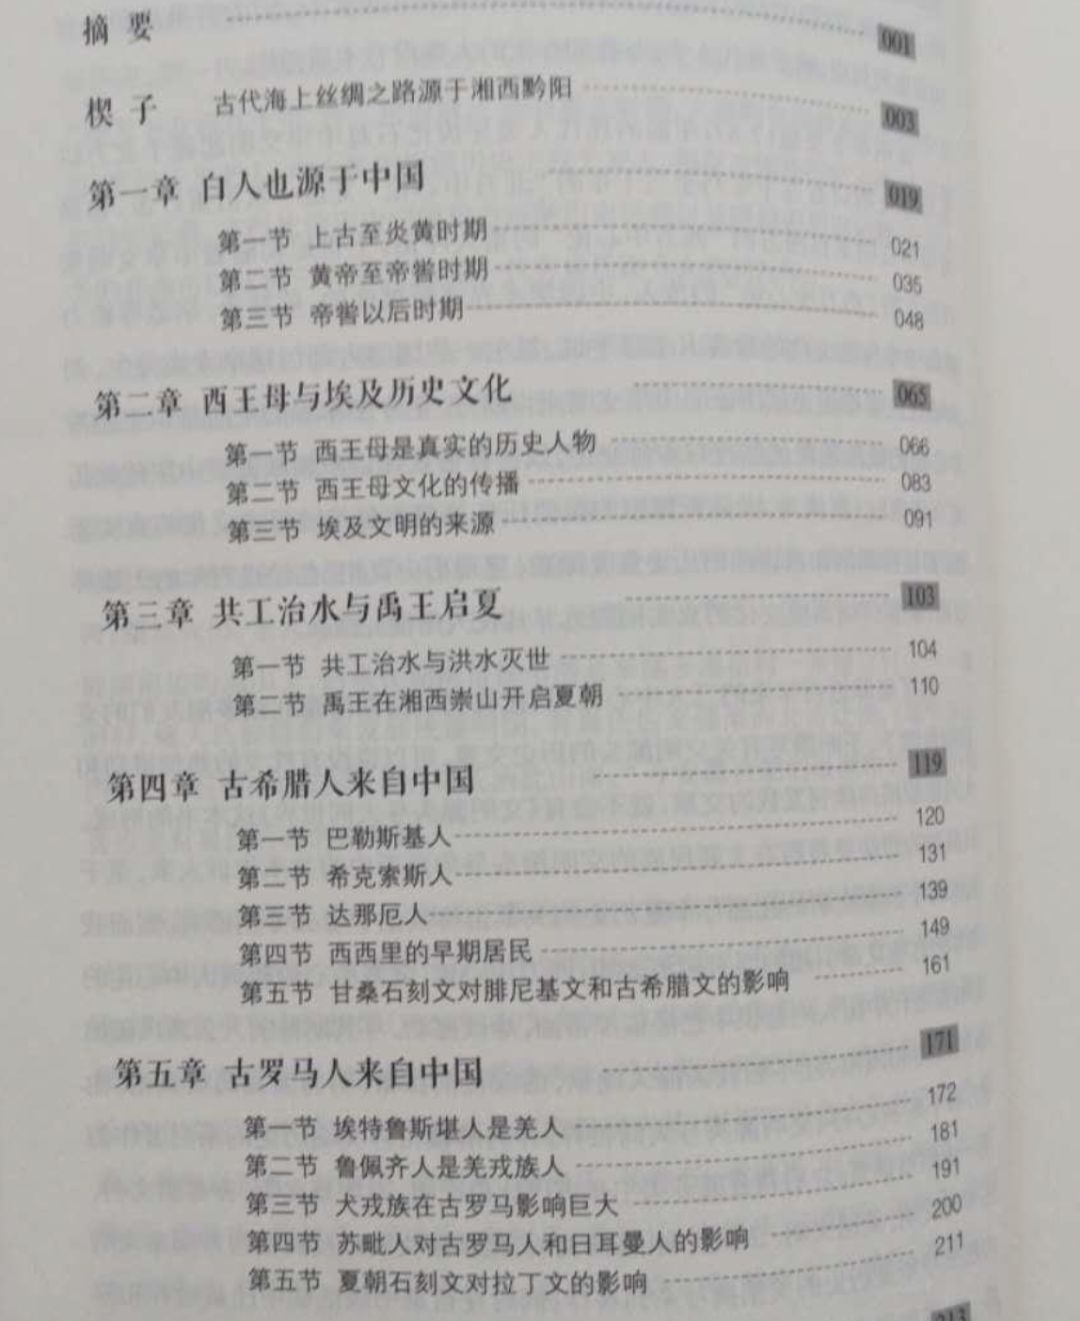 摘 要 001
楔 子 古代海上丝绸之路源于湘西黔阳 003
第一章 白人也源于中国 019
第一节 上古至炎黄时期 021
第二节 黄帝至帝喾时期 035
第三节 帝喾以后时期 048
第二章 西王母与埃及历史文化 065
第一节 西王母是真实的历史人物 066
第二节 西王母文化的传播 083
第三节 埃及文明的来源 091
第三章 共工治水与禹王启夏 103
第一节 共工治水与洪水灭世 104
第二节 禹王在湘西崇山开启夏朝 110
第四章 古希腊人来自中国 119
第一节 巴勒斯基人 120
第二节 希克索斯人 131
第三节 达那厄人 139
第四节 西西里的早期居民 149
第五节 甘桑石刻文对腓尼基文和古希腊文的影响 161
第五章 古罗马人来自中国 171
第一节 埃特鲁斯堪人是羌人 172
第二节 鲁佩齐人是羌戎族人 181
第三节 犬戎族在古罗马影响巨大 191
第四节 苏毗人对古罗马人和日耳曼人的影响 200
第五节 夏朝石刻文对拉丁文的影响 211